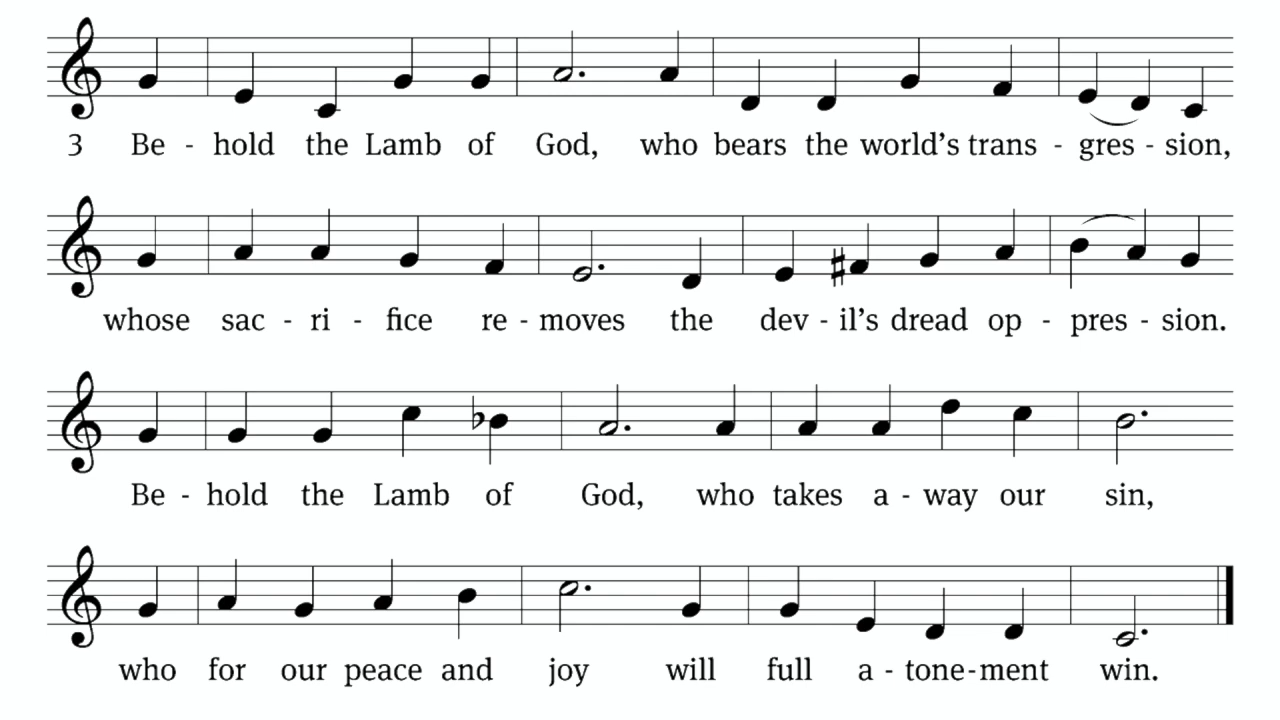 3 Be - hold the Lamb of God, who bears the world's trans - gres - sion,
whose sac - ri - fice re - moves the dev - il's dread op - pres - sion.
Be - hold the Lamb of God, who takes a - way our sin,
who for our peace and joy will full a - tone - ment win.